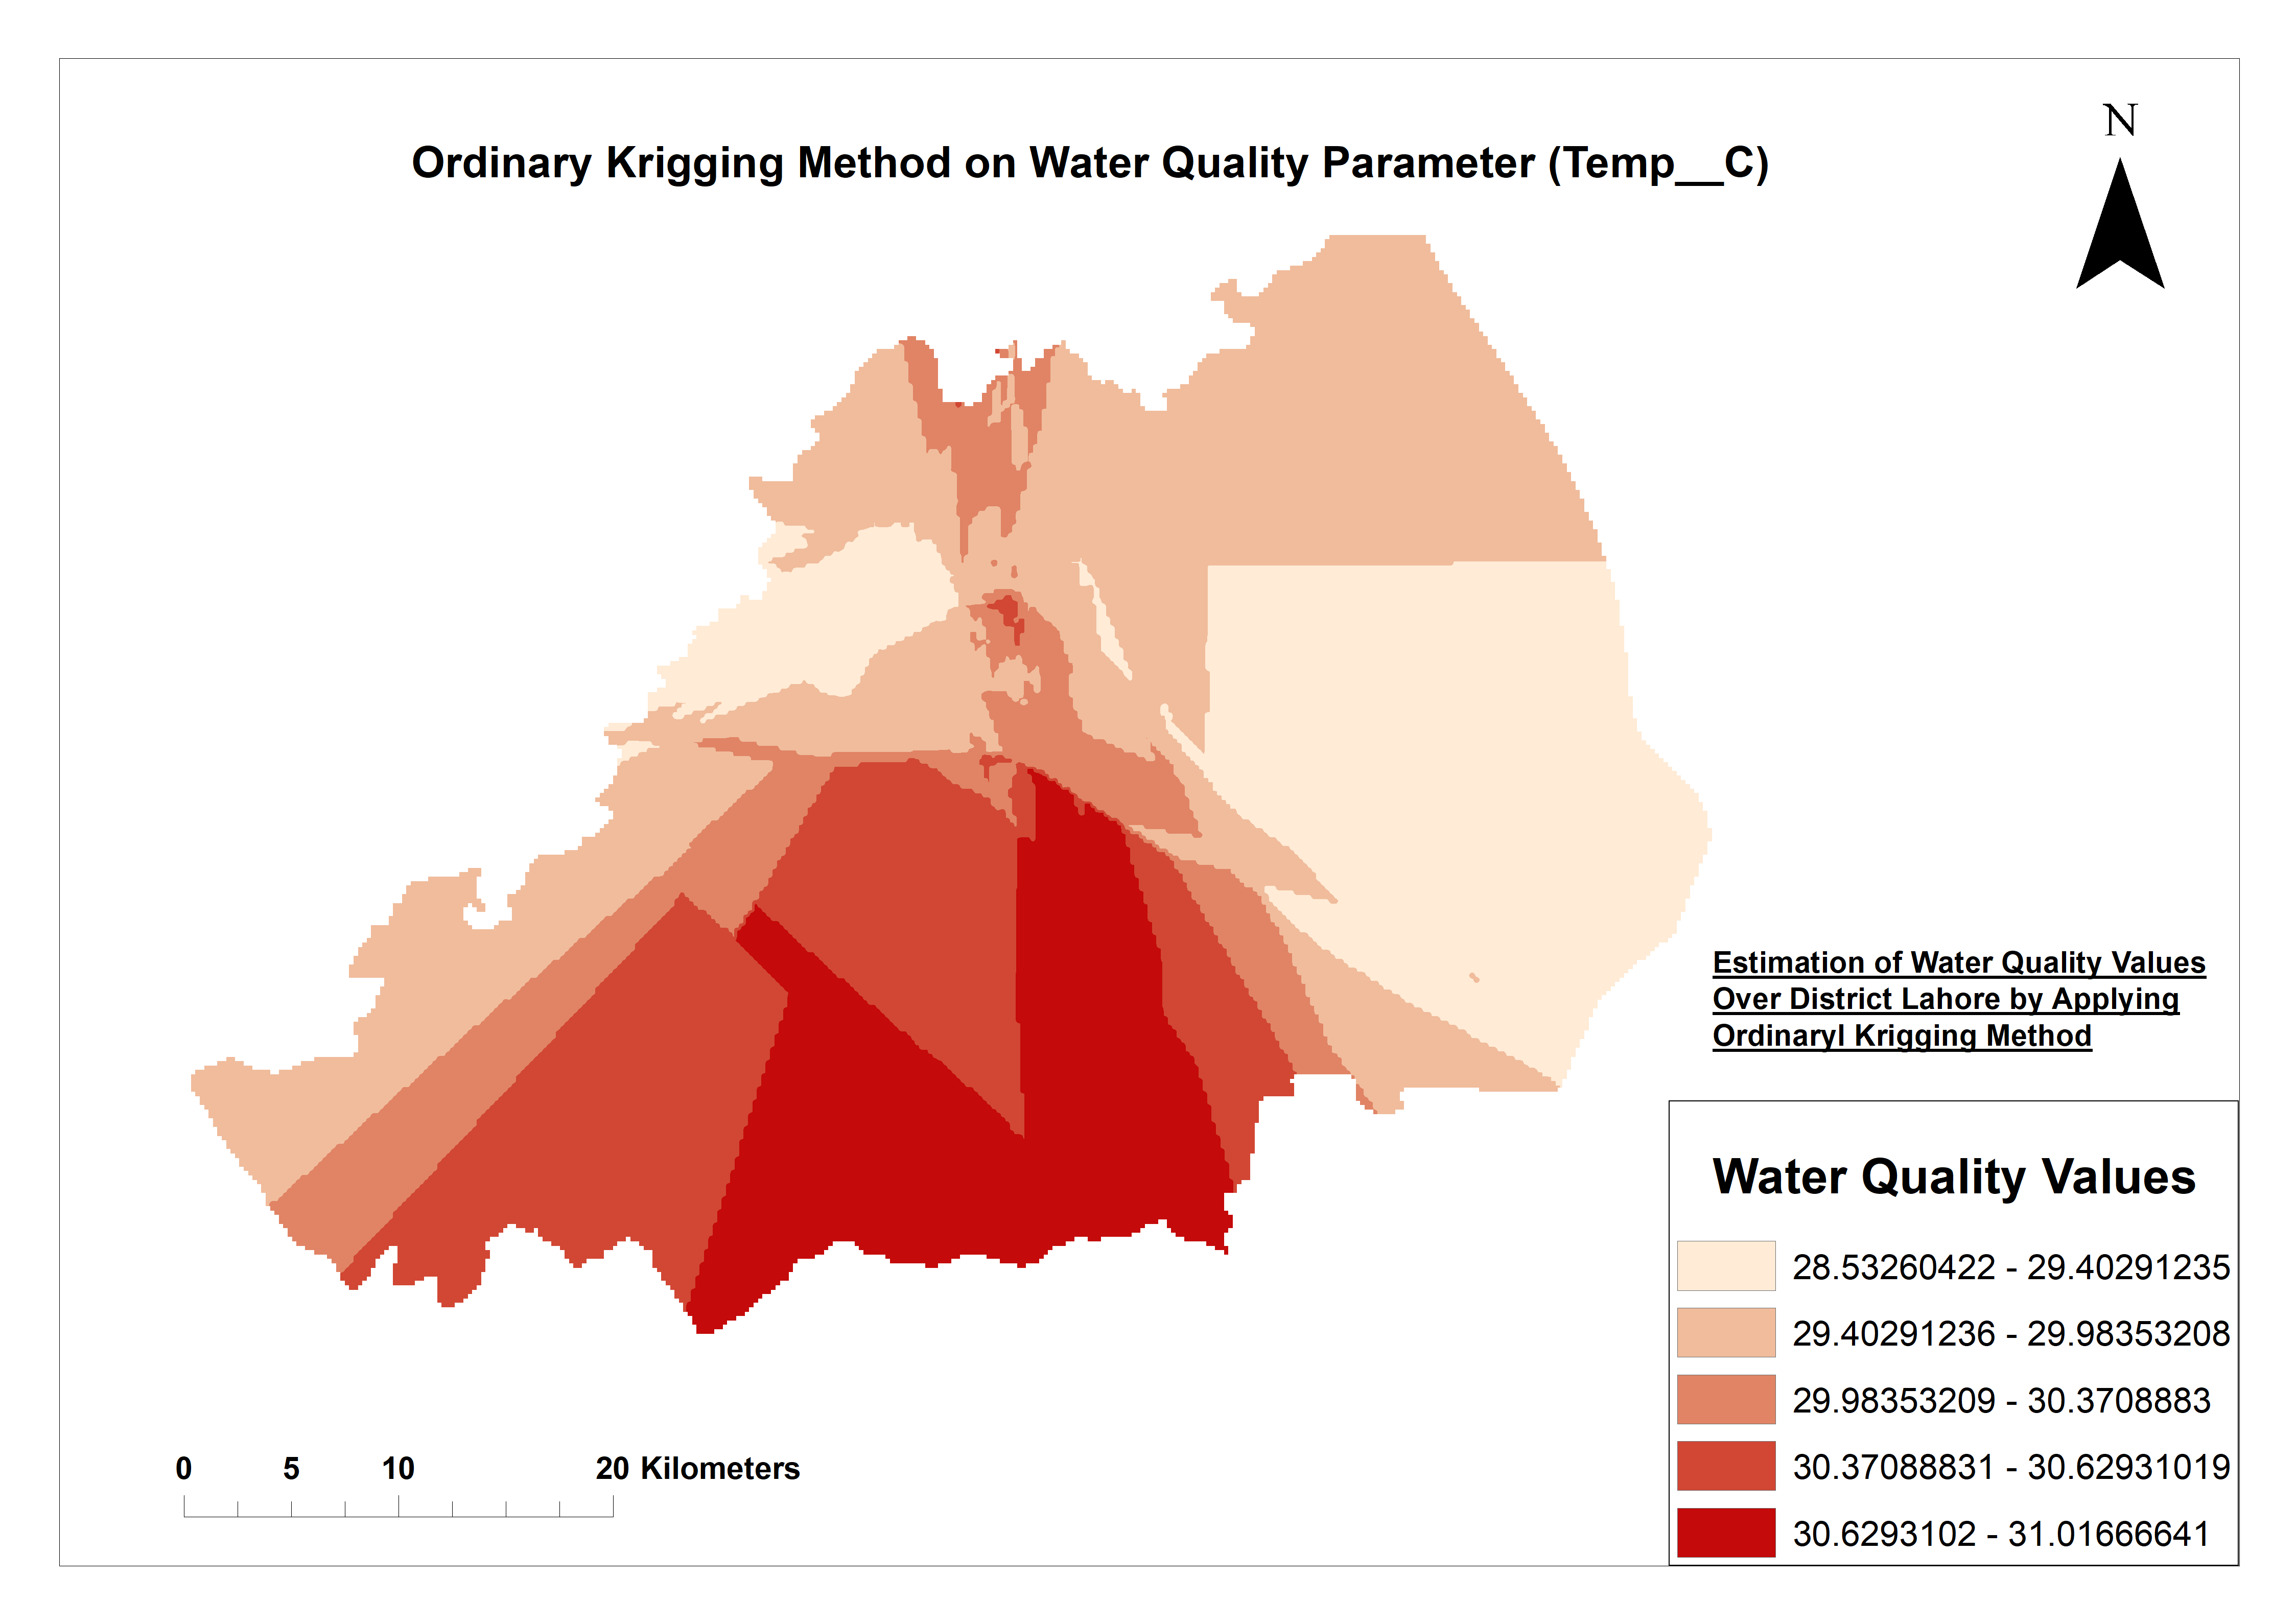 N
Ordinary Krigging Method on Water Quality Parameter (Temp__C)
Estimation of Water Quality Values
Over District Lahore by Applying
Ordinaryl Krigging Method
Water Quality Values
28.53260422 - 29.40291235
29.40291236 - 29.98353208
29.98353209 - 30.3708883
30.37088831 - 30.62931019
30.6293102 - 31.01666641
0 5 10 20 Kilometers